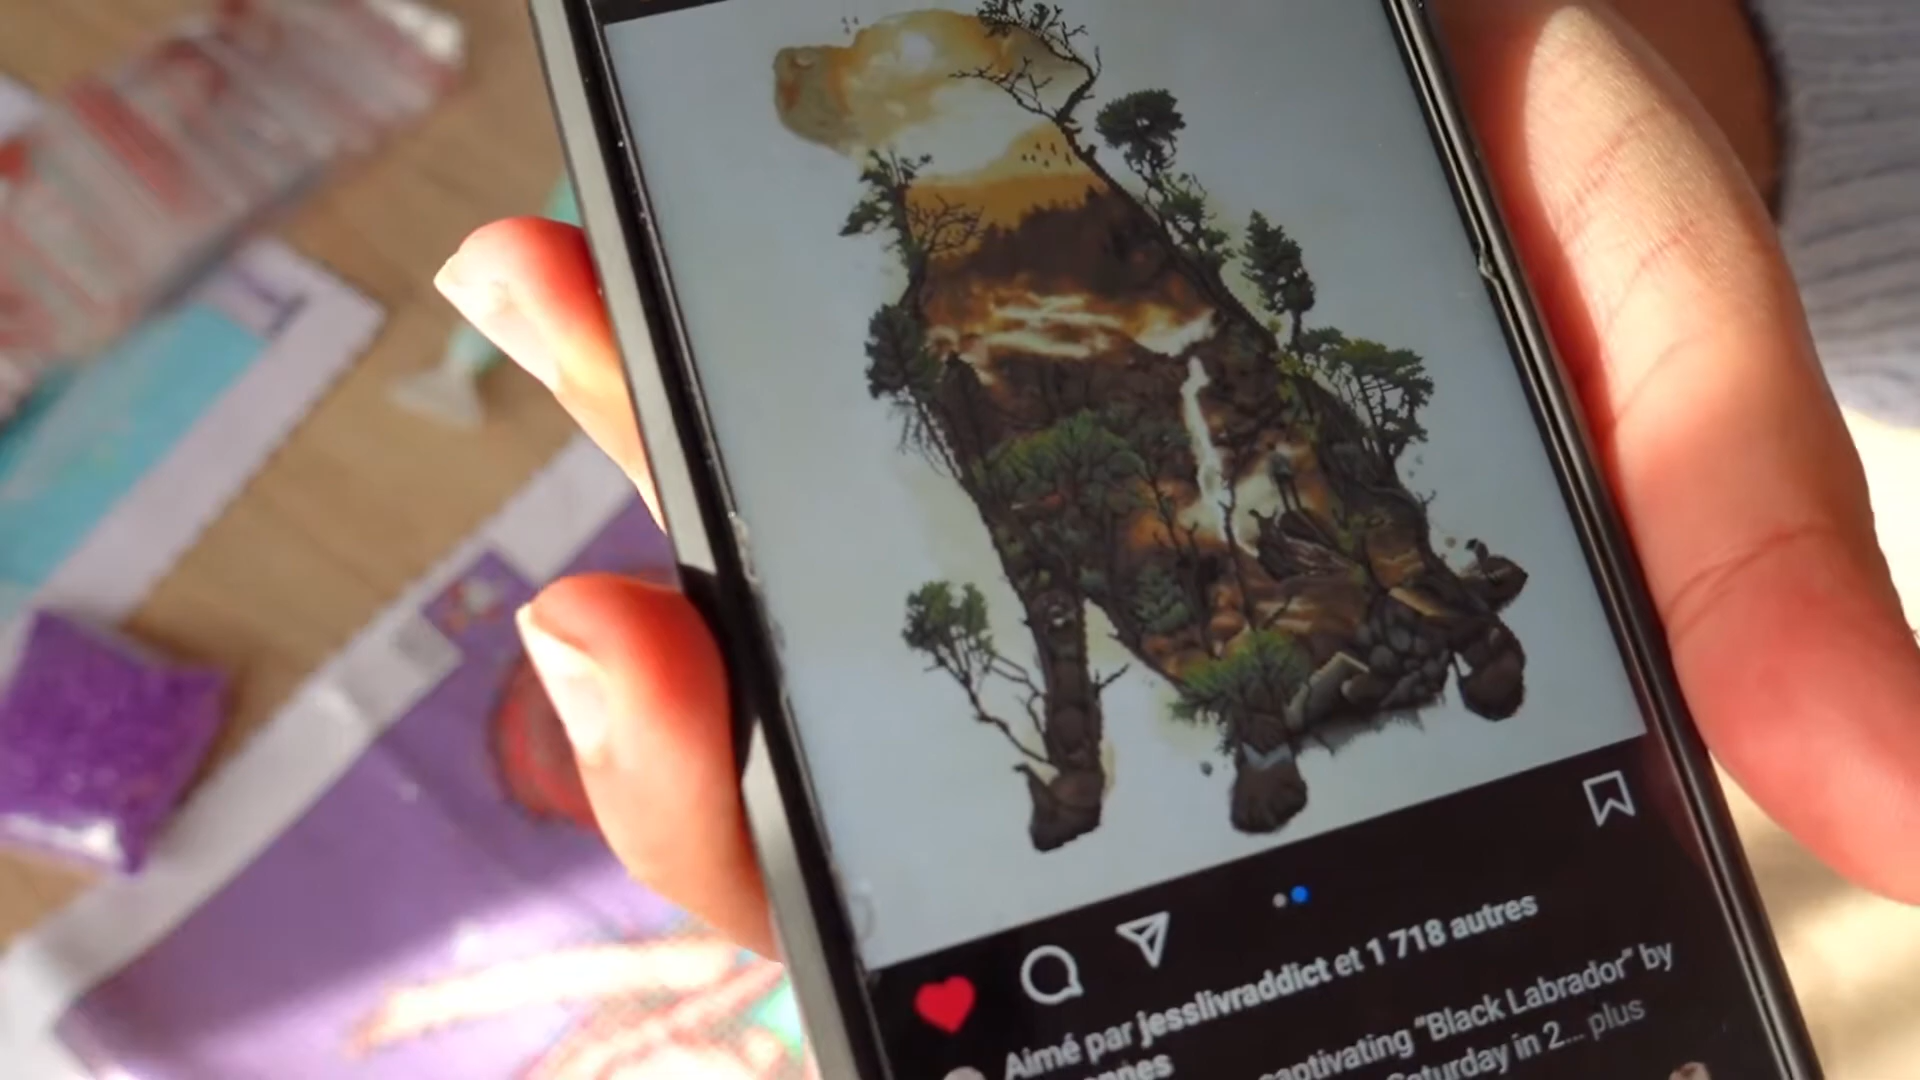 Aimé par jesslivraddict et 1 718 autres
captivating “Black Labrador” by
Saturday in 2... plus